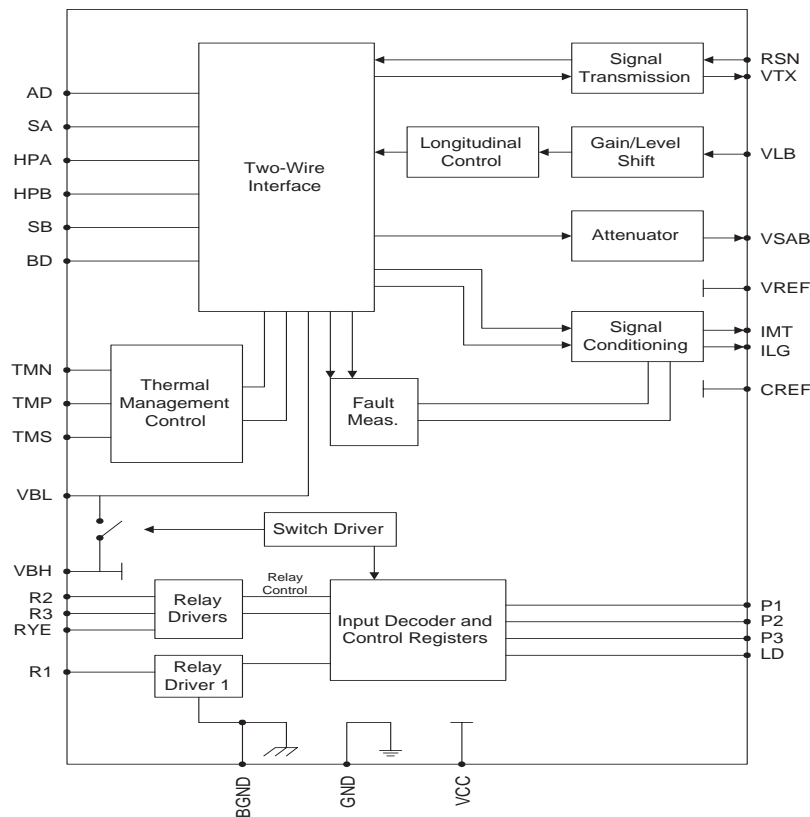 AD
SA
HPA
HPB
SB
BD
TMN
TMP
TMS
VBL
VBH
R2
R3
RYE
R1
Two-Wire
Interface
Signal
Transmission
Longitudinal
Control
Gain/Level
Shift
Attenuator
Signal
Conditioning
Thermal
Management
Control
Fault
Meas.
Switch Driver
Relay
Drivers
Relay
Control
Input Decoder and
Control Registers
Relay
Driver 1
RSN
VTX
VLB
VSAB
VREF
IMT
ILG
CREF
P1
P2
P3
LD
BGND
GND
VCC